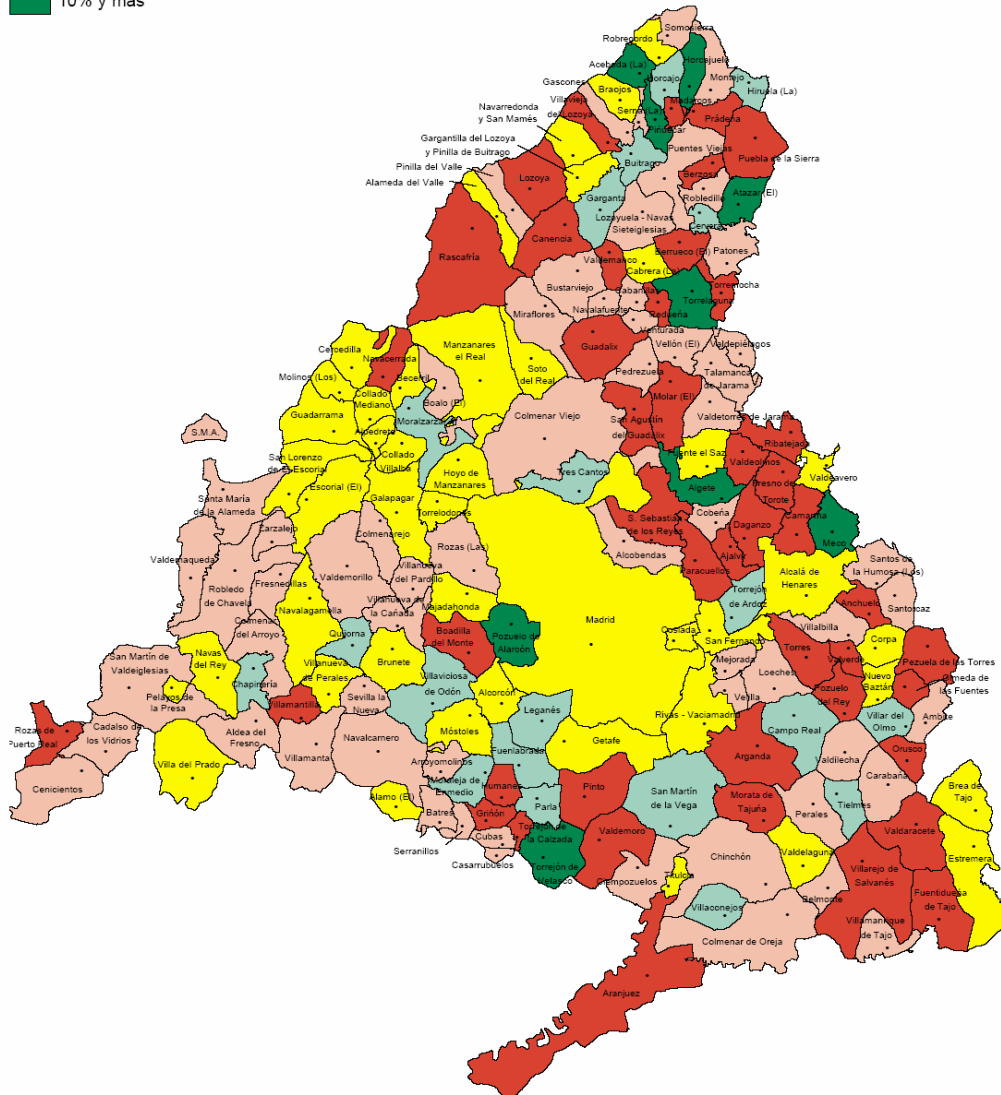 10% y más
Somosierra
Robregordo
Acebeda (La)
Horcajuelo
Horcajo
Montejo
Hiruela (La)
Gascones
Braojos
Villavieja
de Lozoya
Serna (La)
Madarcos
Prádena
Piñuecar
Navarredonda
y San Mamés
Gargantilla del Lozoya
y Pinilla de Buitrago
Buitrago
Puentes Viejas
Puebla de la Sierra
Pinilla del Valle
Alameda del Valle
Lozoya
Berzosa
Robledillo
Atazar (El)
Garganta
Lozoyuela - Navas
Sieteiglesias
Cervera
Canencia
Rascafría
Valdemanco
Berrueco (El)
Patones
Cabrera (La)
Bustarviejo
Cabanillas
Torrelaguna
Torremocha
Navalafuente
Redueña
Miraflores
Venturada
Guadalix
Vellón (El)
Valdepiélagos
Cercedilla
Navacerrada
Manzanares
el Real
Soto
del Real
Pedrezuela
Talamanca
de Jarama
Molinos (Los)
Becerril
Collado
Mediano
Boalo (El)
Molar (El)
Guadarrama
Moralzarzal
Colmenar Viejo
San Agustín
del Guadalix
Valdetorres de Jarama
S.M.A.
Alpedrete
Collado
Villalba
Ribatejada
San Lorenzo
de El Escorial
Fuente el Saz
Valdeolmos
Hoyo de
Manzanares
Tres Cantos
Valdeavero
Escorial (El)
Galapagar
Algete
Fresno de
Torote
Santa María
de la Alameda
Torrelodones
Cobeña
Camarma
Meco
Zarzalejo
Colmenarejo
S. Sebastián
de los Reyes
Daganzo
Rozas (Las)
Alcobendas
Ajalvir
Valdemaqueda
Santos de
la Humosa (Los)
Robledo
de Chavela
Fresnedillas
Valdemorillo
Villanueva
del Pardillo
Paracuellos
Alcalá de
Henares
Villanueva de
la Cañada
Majadahonda
Torrejón
de Ardoz
Anchuelo
Santorcaz
Navalagamella
Colmenar
del Arroyo
Madrid
Villalbilla
Quijorna
Boadilla
del Monte
Pozuelo de
Alarcón
Coslada
San Fernando
Corpa
Navas
del Rey
Brunete
Torres
Valverde
Pezuela de las Torres
San Martín de
Valdeiglesias
Mejorada
Loeches
Nuevo
Baztán
Olmeda de
las Fuentes
Chapinería
Villanueva
de Perales
Villaviciosa
de Odón
Pelayos de
la Presa
Sevilla la
Nueva
Alcorcón
Velilla
Pozuelo
del Rey
Villamantilla
Leganés
Rivas - Vaciamadrid
Campo Real
Villar del
Olmo
Ambite
Rozas de
Puerto Real
Cadalso de
los Vidrios
Aldea del
Fresno
Móstoles
Orusco
Navalcarnero
Getafe
Fuenlabrada
Arganda
Valdilecha
Villa del Prado
Villamanta
Arroyomolinos
Moraleja de
Enmedio
Carabaña
Cenicientos
Humanes
Pinto
San Martín
de la Vega
Tielmes
Brea de
Tajo
Alamo (El)
Parla
Morata de
Tajuña
Batres
Griñón
Perales
Valdaracete
Serranillos
Cubas
Torrejón de
la Calzada
Valdemoro
Casarrubuelos
Torrejón de
Velasco
Chinchón
Valdelaguna
Estremera
Titulcia
Ciempozuelos
Villarejo de
Salvanés
Belmonte
Fuentidueña
de Tajo
Villaconejos
Villamanrique
de Tajo
Colmenar de Oreja
Aranjuez